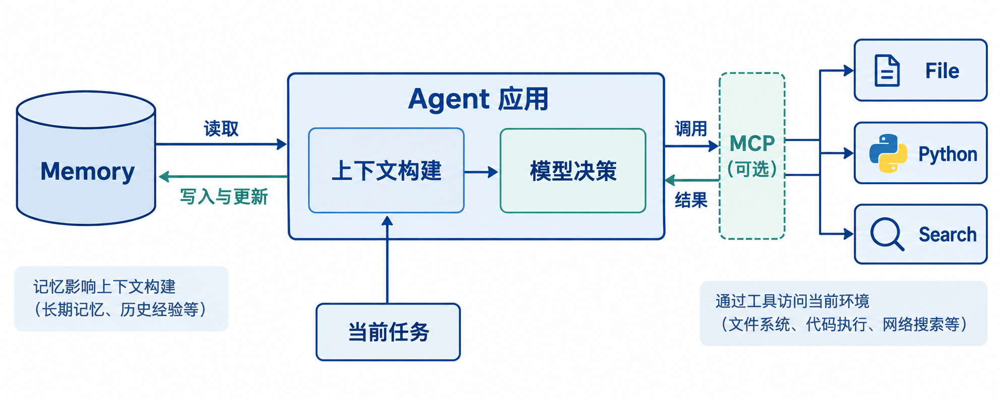 Memory
读取
写入与更新
记忆影响上下文构建
（长期记忆、历史经验等）
Agent 应用
上下文构建
模型决策
当前任务
调用
结果
MCP
（可选）
File
Python
Search
通过工具访问当前环境
（文件系统、代码执行、网络搜索等）